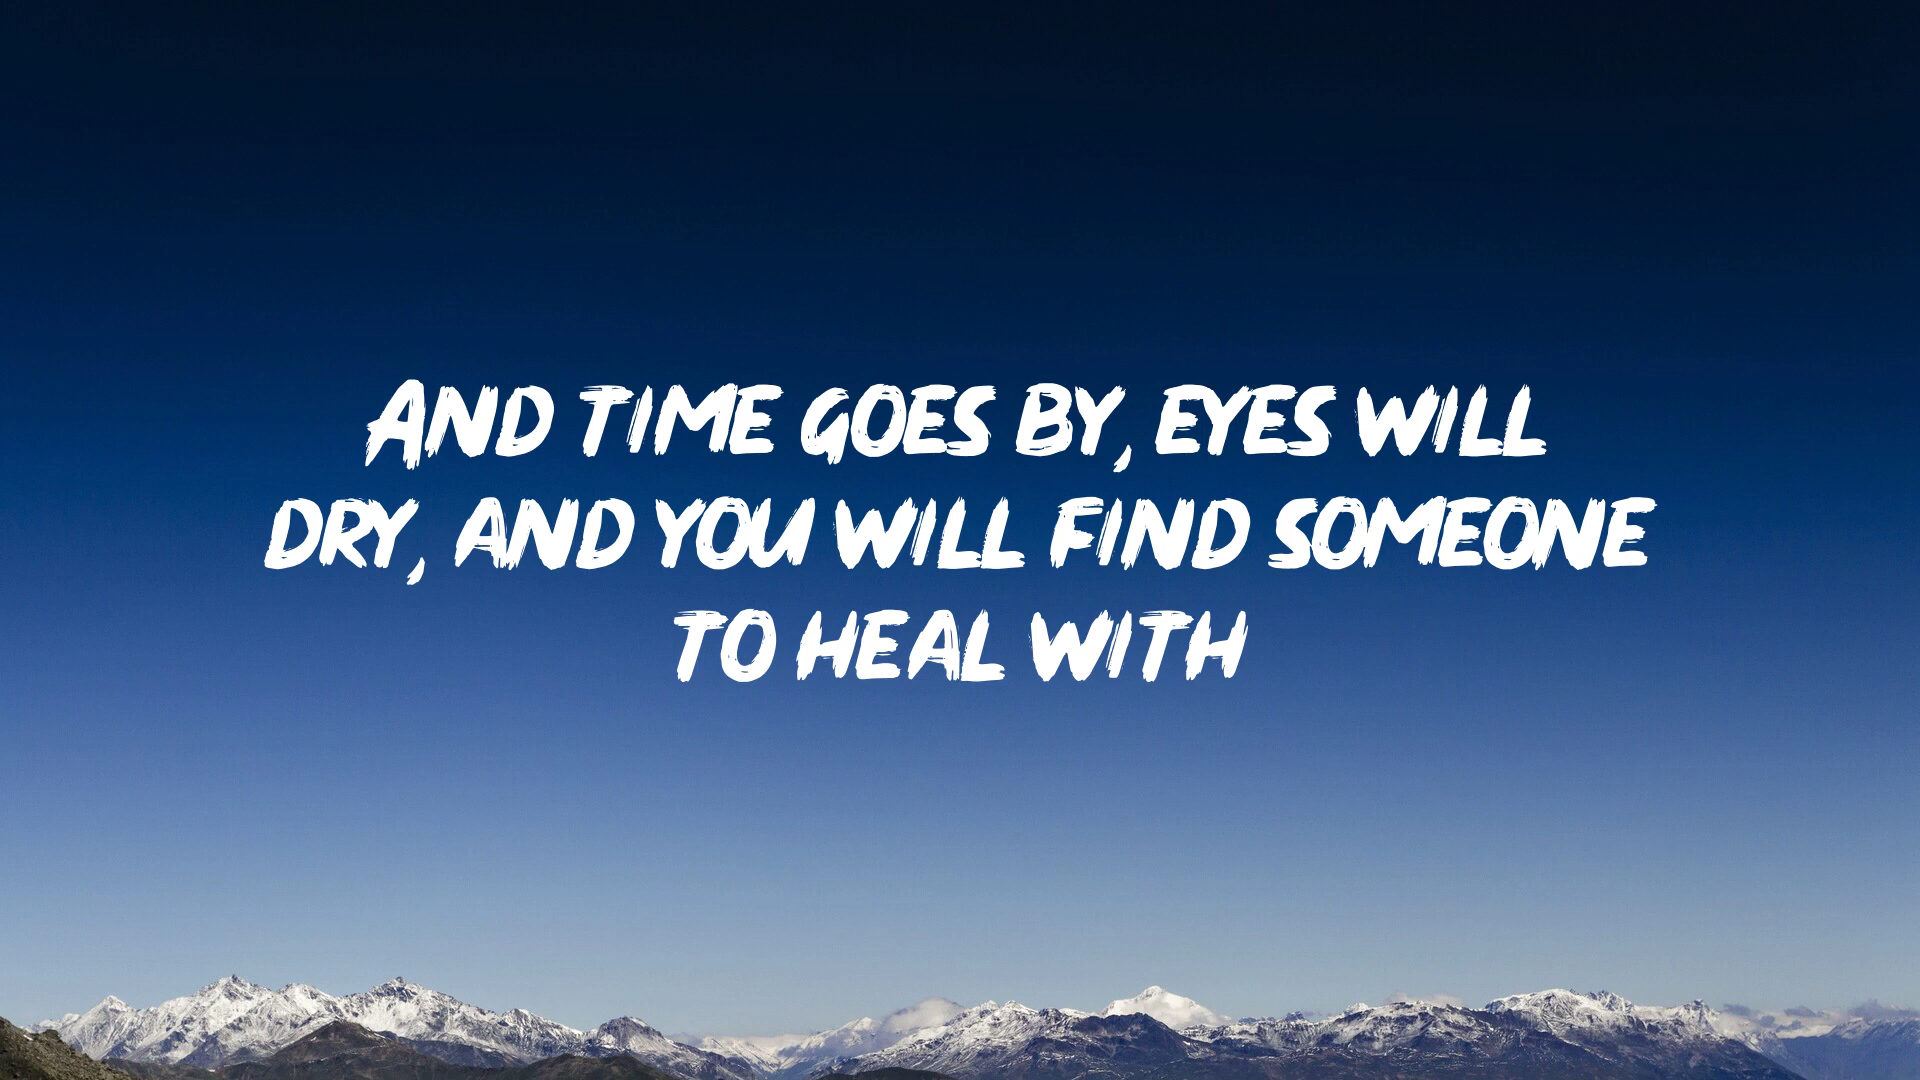 And time goes by, eyes will
dry, and you will find someone
to heal with